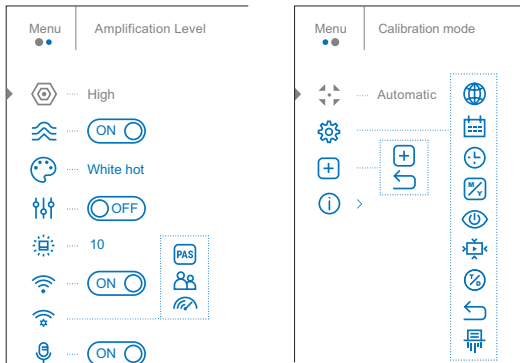 Menu
Amplification Level
High
ON
White hot
OFF
10
PAS
ON
ON
Menu
Calibration mode
Automatic
M/Y
T/D